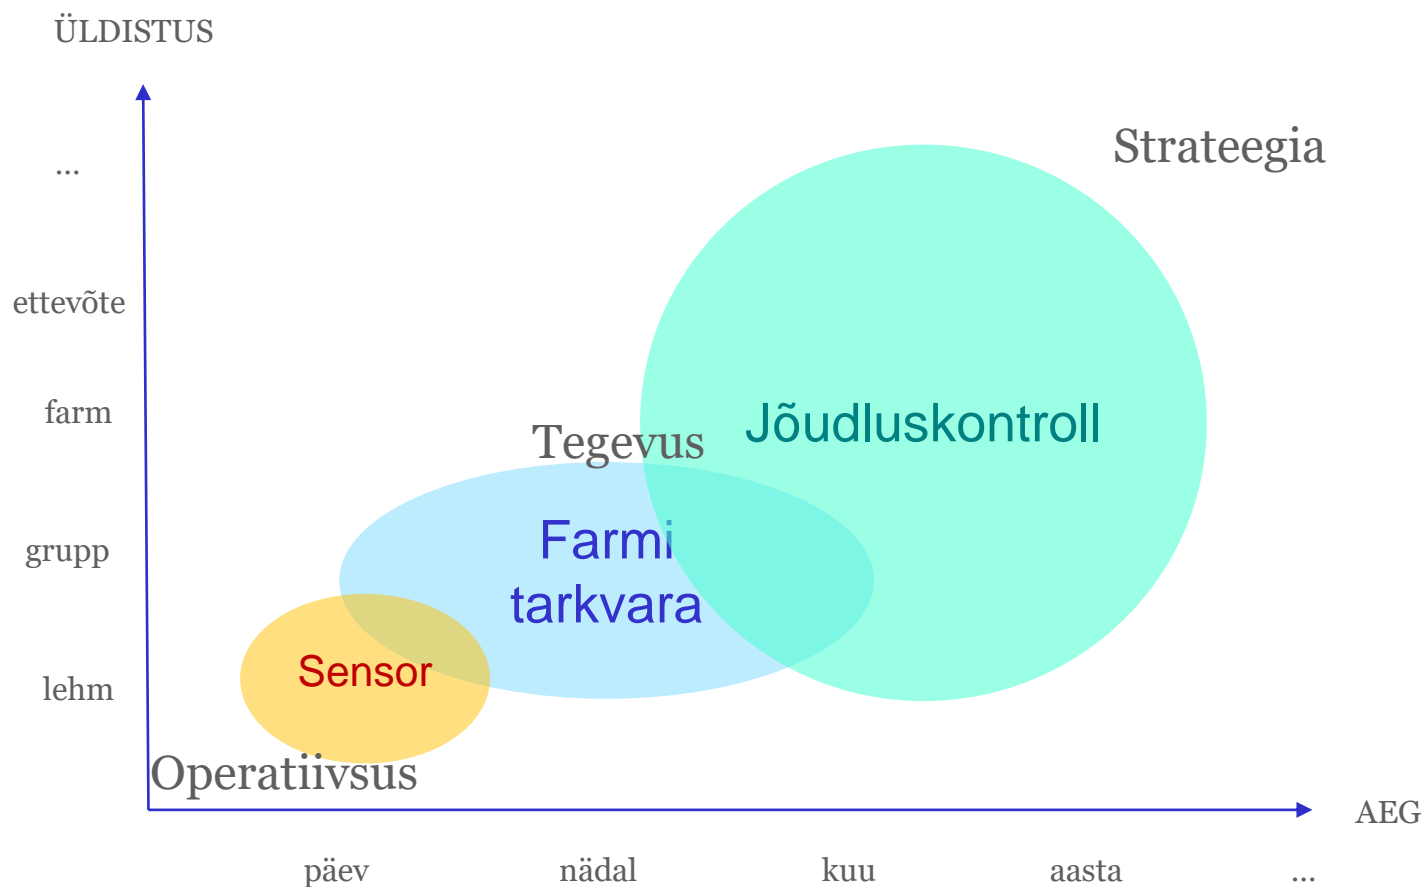 ÜLDISTUS
...
Strateegia
ettevõte
farm
Jõudluskontroll
Tegevus
grupp
Farmi
tarkvara
lehm
Sensor
Operatiivsus
AEG
päev
nädal
kuu
aasta
...